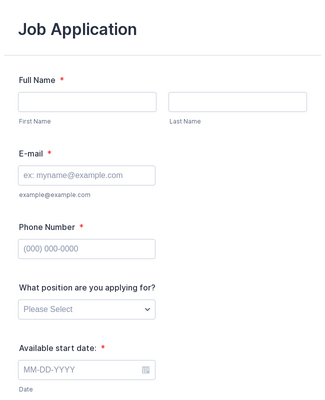 Job Application
Full Name *
First Name Last Name
E-mail *
ex: myname@example.com
example@example.com
Phone Number *
(000) 000-0000
What position are you applying for?
Please Select
Available start date: *
MM-DD-YYYY
Date